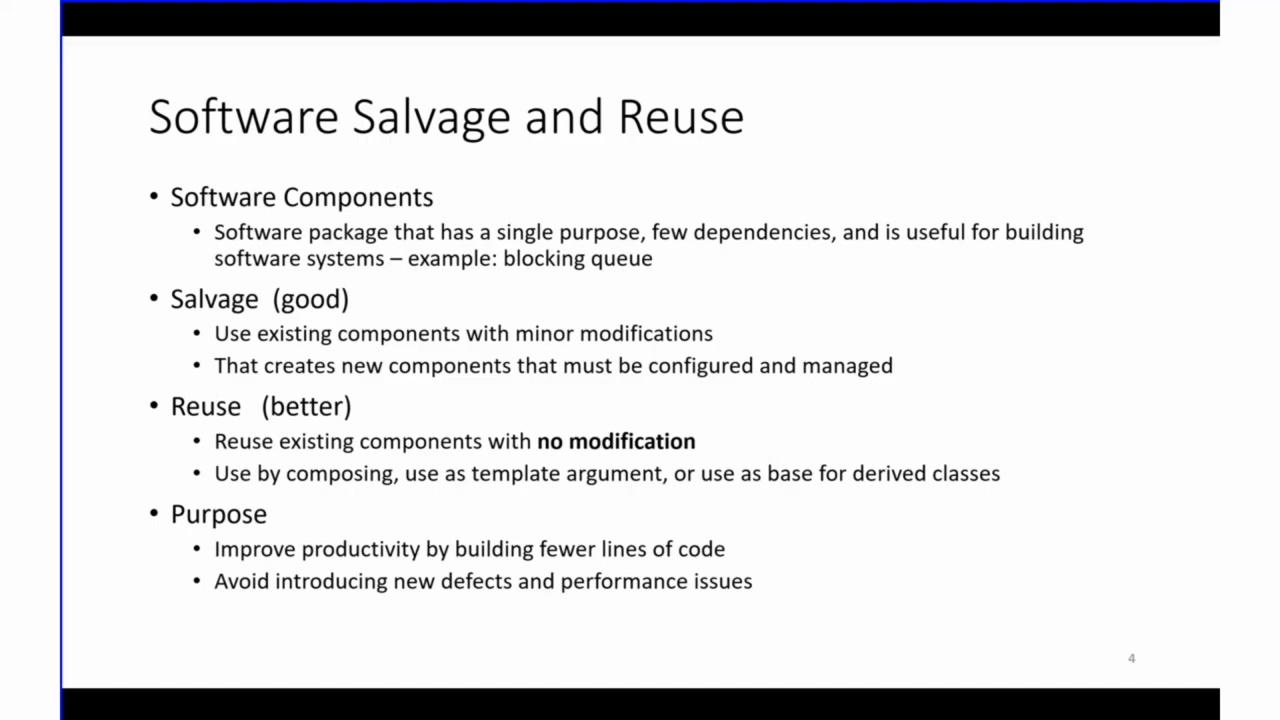 Software Salvage and Reuse
• Software Components
• Software package that has a single purpose, few dependencies, and is useful for building
software systems – example: blocking queue
• Salvage (good)
• Use existing components with minor modifications
• That creates new components that must be configured and managed
• Reuse (better)
• Reuse existing components with no modification
• Use by composing, use as template argument, or use as base for derived classes
• Purpose
• Improve productivity by building fewer lines of code
• Avoid introducing new defects and performance issues
4